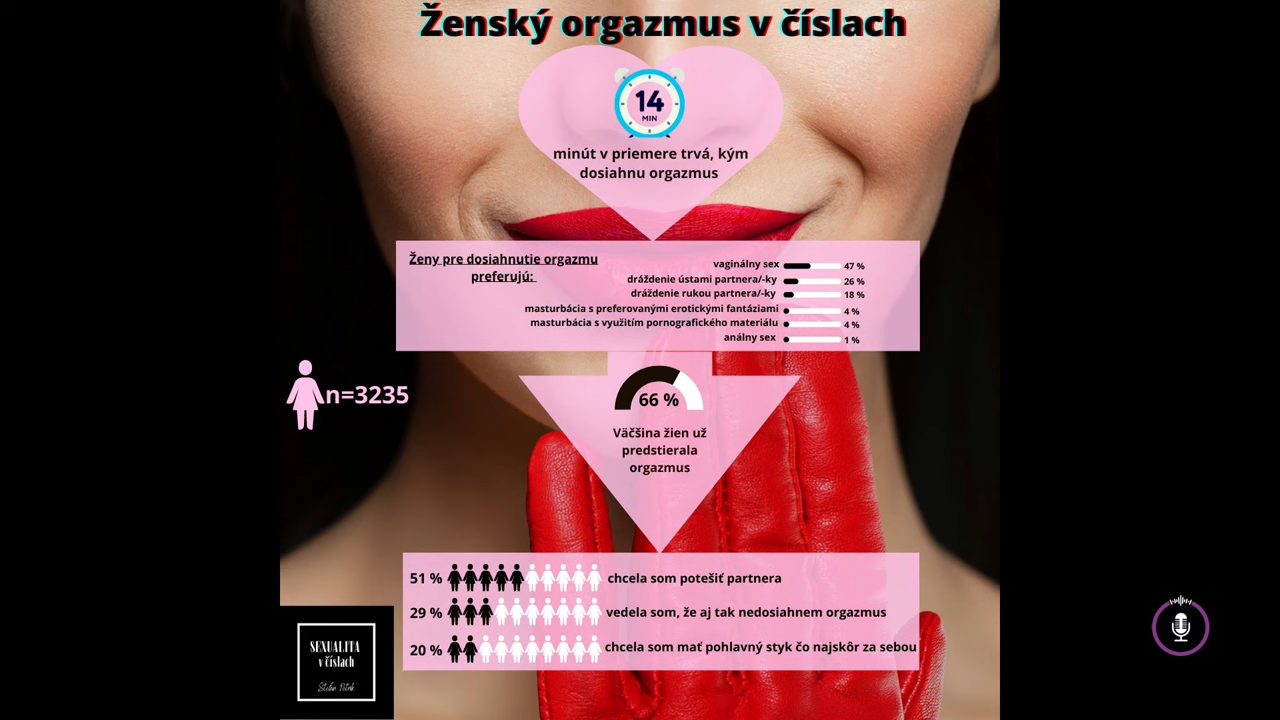 Ženský orgazmus v číslach
14
MIN
minút v priemere trvá, kým
dosiahnu orgazmus
Ženy pre dosiahnutie orgazmu
preferujú:
vaginálny sex 47 %
dráždenie ústami partnera/-ky 26 %
dráždenie rukou partnera/-ky 18 %
masturbácia s preferovanými erotickými fantáziami 4 %
masturbácia s využitím pornografického materiálu 4 %
análny sex 1 %
n=3235
66 %
Väčšina žien už
predstierala
orgazmus
51 % chcela som potešiť partnera
29 % vedela som, že aj tak nedosiahnem orgazmus
20 % chcela som mať pohlavný styk čo najskôr za sebou
SEXUALITA
v číslach
Stefan Petrík